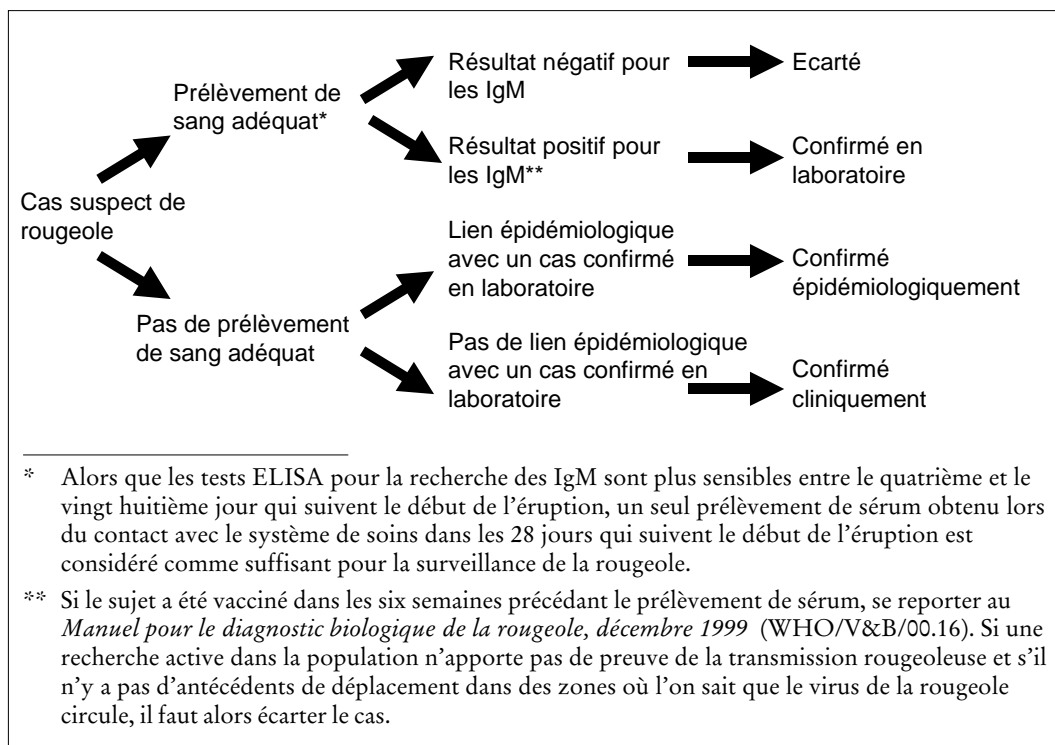 Cas suspect de
rougeole
Prélèvement de
sang adéquat*
Résultat négatif pour
les IgM
Ecarté
Résultat positif pour
les IgM**
Confirmé en
laboratoire
Pas de prélèvement
de sang adéquat
Lien épidémiologique
avec un cas confirmé
en laboratoire
Confirmé
épidémiologiquement
Pas de lien épidémiologique
avec un cas confirmé en
laboratoire
Confirmé
cliniquement
* Alors que les tests ELISA pour la recherche des IgM sont plus sensibles entre le quatrième et le
vingt huitième jour qui suivent le début de l’éruption, un seul prélèvement de sérum obtenu lors
du contact avec le système de soins dans les 28 jours qui suivent le début de l’éruption est
considéré comme suffisant pour la surveillance de la rougeole.
** Si le sujet a été vacciné dans les six semaines précédant le prélèvement de sérum, se reporter au
Manuel pour le diagnostic biologique de la rougeole, décembre 1999 (WHO/V&B/00.16). Si une
recherche active dans la population n’apporte pas de preuve de la transmission rougeoleuse et s’il
n’y a pas d’antécédents de déplacement dans des zones où l’on sait que le virus de la rougeole
circule, il faut alors écarter le cas.